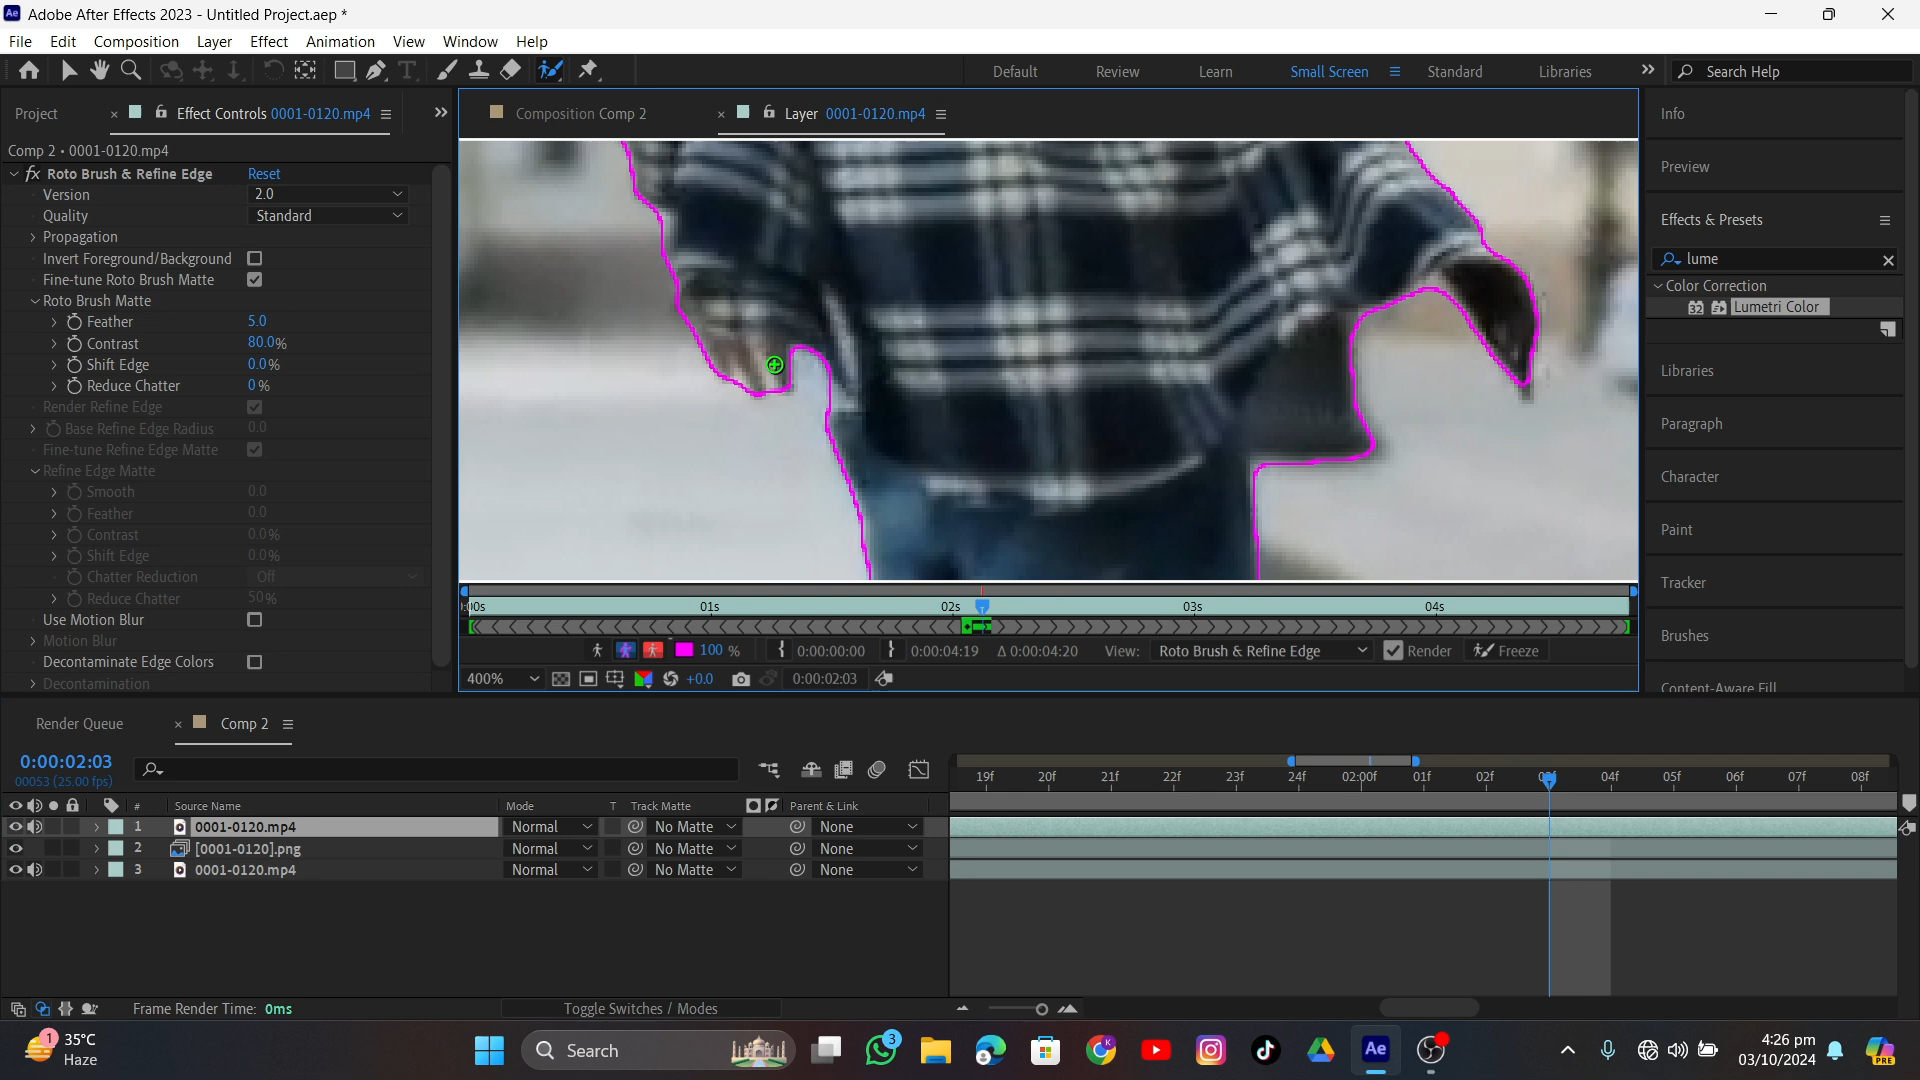 Adobe After Effects 2023 - Untitled Project.aep *
File Edit Composition Layer Effect Animation View Window Help
Default Review Learn Small Screen Standard Libraries Search Help
Project Effect Controls 0001-0120.mp4
Composition Comp 2 Layer 0001-0120.mp4
Comp 2 • 0001-0120.mp4
fx Roto Brush & Refine Edge Reset
Version 2.0
Quality Standard
Propagation
Invert Foreground/Background
Fine-tune Roto Brush Matte
Roto Brush Matte
Feather 5.0
Contrast 80.0%
Shift Edge 0.0%
Reduce Chatter 0%
Render Refine Edge
Base Refine Edge Radius 0.0
Fine-tune Refine Edge Matte
Refine Edge Matte
Smooth 0.0
Feather 0.0
Contrast 0.0%
Shift Edge 0.0%
Chatter Reduction Off
Reduce Chatter 50%
Use Motion Blur
Motion Blur
Decontaminate Edge Colors
Decontamination
Info
Preview
Effects & Presets
lume
Color Correction
32 Lumetri Color
Libraries
Paragraph
Character
Paint
Tracker
Brushes
Content-Aware Fill
:00s 01s 02s 03s 04s
100 % 0:00:00:00 0:00:04:19 Δ 0:00:04:20 View: Roto Brush & Refine Edge Render Freeze
400% +0.0 0:00:02:03
Render Queue Comp 2
0:00:02:03
00053 (25.00 fps)
19f 20f 21f 22f 23f 24f 02:00f 01f 02f 03f 04f 05f 06f 07f 08f
# Source Name Mode T Track Matte Parent & Link
1 0001-0120.mp4 Normal No Matte None
2 [0001-0120].png Normal No Matte None
3 0001-0120.mp4 Normal No Matte None
Frame Render Time: 0ms Toggle Switches / Modes
1 35°C
Haze
Search
3
Ae
4:26 pm
03/10/2024
PRE